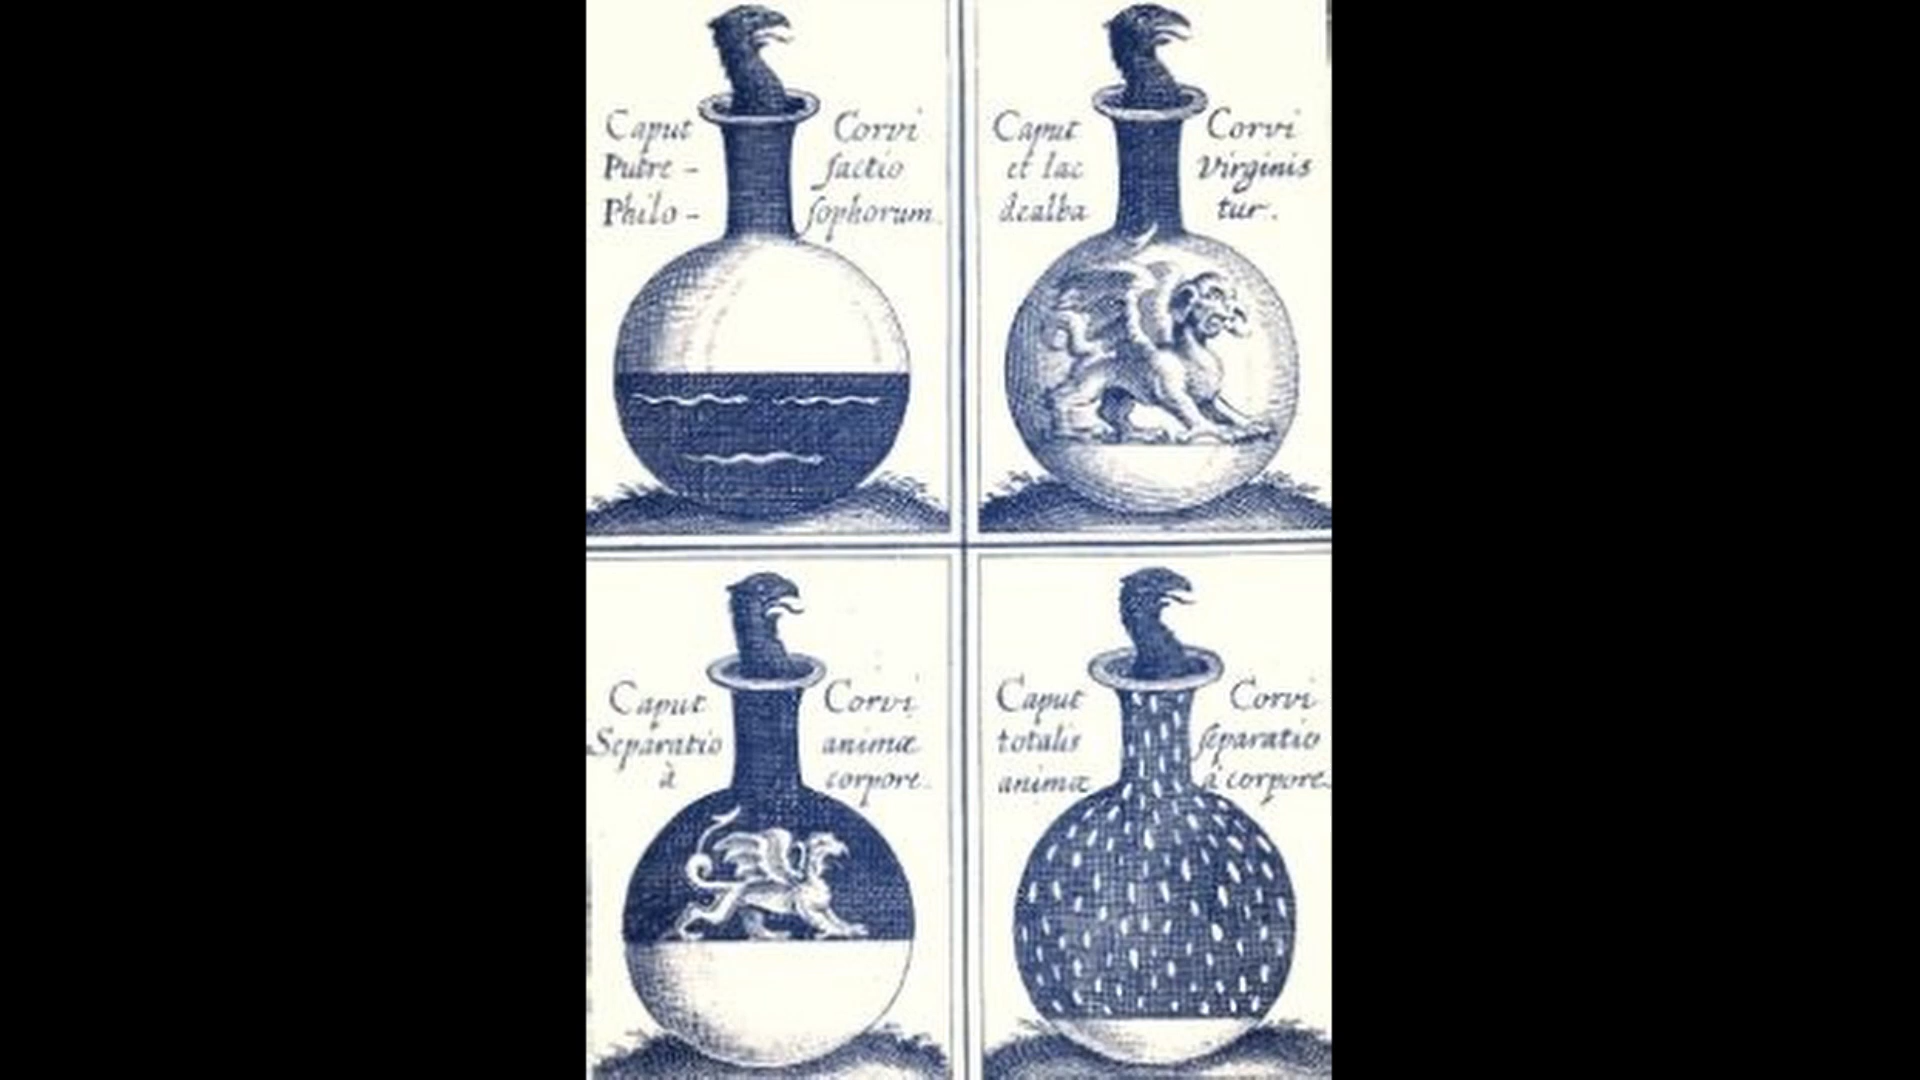 Caput Corvi
Putre- factio
Philo- sophorum.
Caput Corvi
et lac Virginis
dealba tur.
Caput Corvi
Separatio animæ
à corpore.
Caput Corvi
totalis separatio
animæ à corpore.